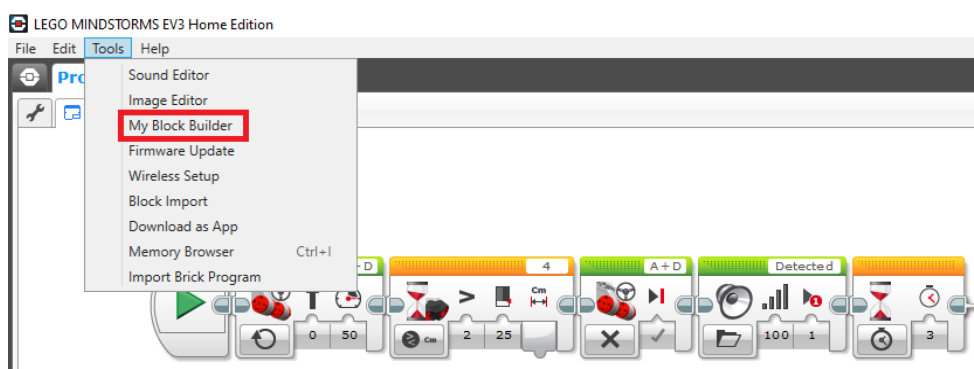 LEGO MINDSTORMS EV3 Home Edition
File Edit Tools Help
Pro
Sound Editor
Image Editor
My Block Builder
Firmware Update
Wireless Setup
Block Import
Download as App
Memory Browser Ctrl+I
Import Brick Program
+ D 4 A + D Detected
> Cm
0 50 cm 2 25 100 1 3